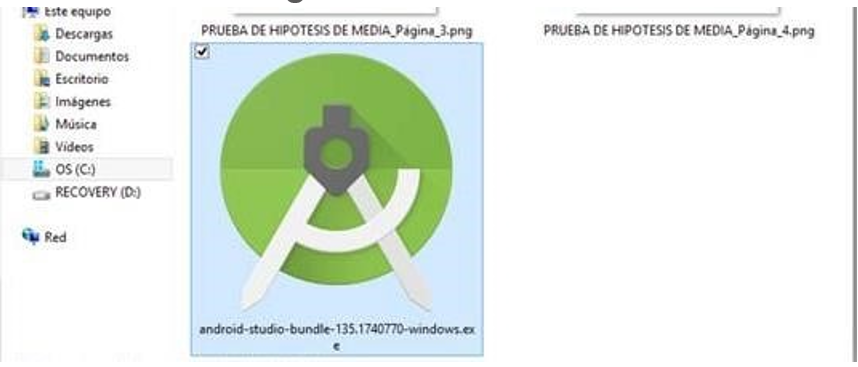 Este equipo
Descargas
Documentos
Escritorio
Imágenes
Música
Vídeos
OS (C:)
RECOVERY (D:)
Red
PRUEBA DE HIPOTESIS DE MEDIA_Página_3.png
PRUEBA DE HIPOTESIS DE MEDIA_Página_4.png
android-studio-bundle-135.1740770-windows.ex
e